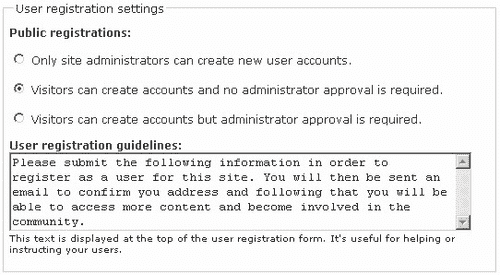 User registration settings
Public registrations:
Only site administrators can create new user accounts.
Visitors can create accounts and no administrator approval is required.
Visitors can create accounts but administrator approval is required.
User registration guidelines:
Please submit the following information in order to
register as a user for this site. You will then be sent an
email to confirm you address and following that you will be
able to access more content and become involved in the
community.
This text is displayed at the top of the user registration form. It's useful for helping or
instructing your users.